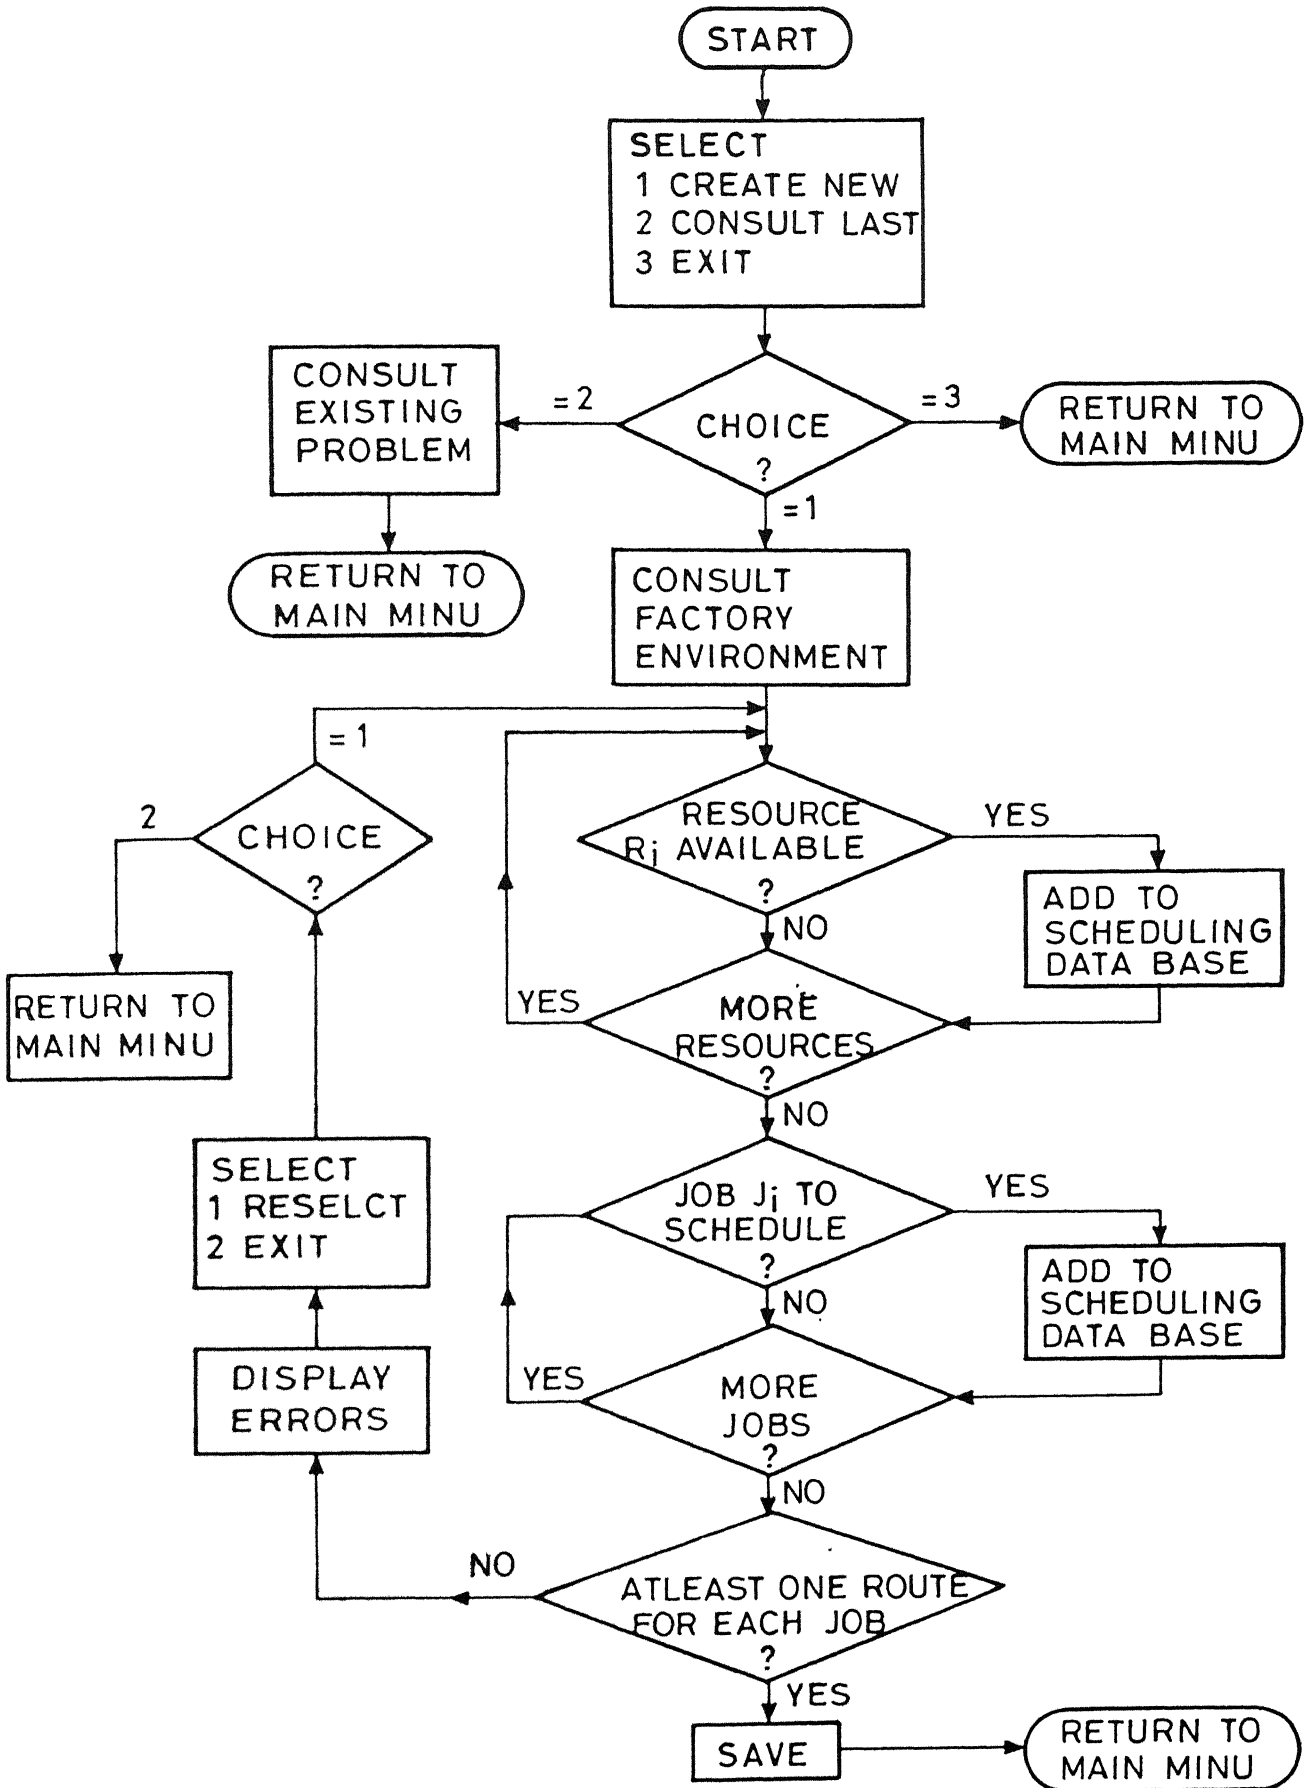 START
SELECT
1 CREATE NEW
2 CONSULT LAST
3 EXIT
CONSULT
EXISTING
PROBLEM
=2
CHOICE
?
=3
RETURN TO
MAIN MINU
=1
RETURN TO
MAIN MINU
CONSULT
FACTORY
ENVIRONMENT
=1
2
CHOICE
?
RESOURCE
Ri AVAILABLE
?
YES
NO
ADD TO
SCHEDULING
DATA BASE
RETURN TO
MAIN MINU
YES
MORE
RESOURCES
?
NO
SELECT
1 RESELCT
2 EXIT
JOB Ji TO
SCHEDULE
?
YES
NO
ADD TO
SCHEDULING
DATA BASE
DISPLAY
ERRORS
YES
MORE
JOBS
?
NO
NO
ATLEAST ONE ROUTE
FOR EACH JOB
?
YES
SAVE
RETURN TO
MAIN MINU